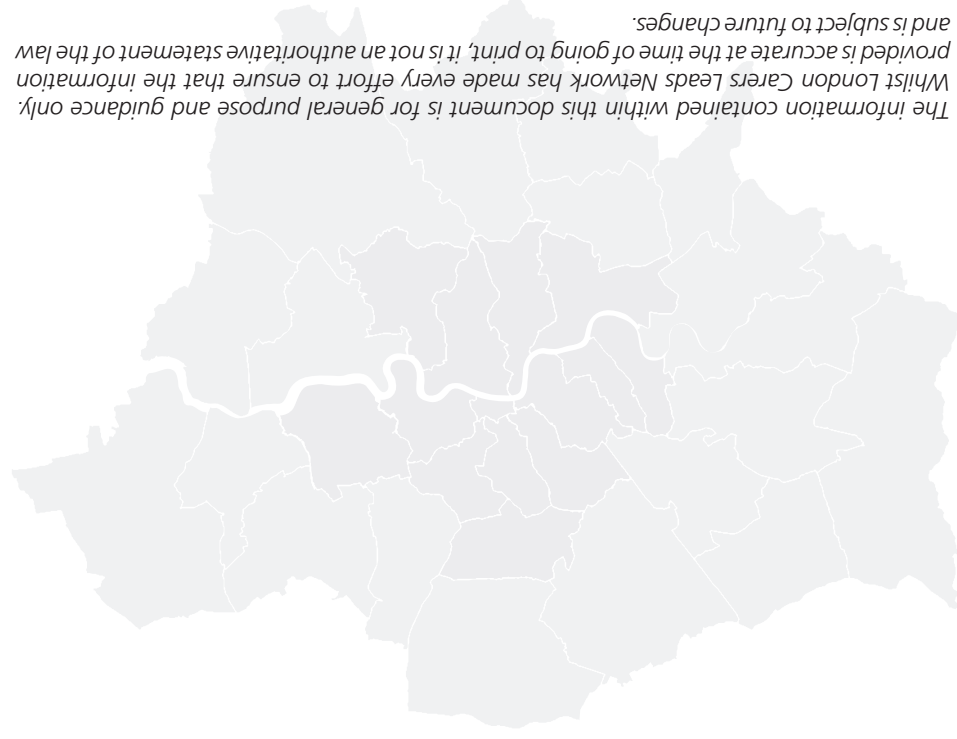 The information contained within this document is for general purpose and guidance only.
Whilst London Carers Leads Network has made every effort to ensure that the information
provided is accurate at the time of going to print, it is not an authoritative statement of the law
and is subject to future changes.